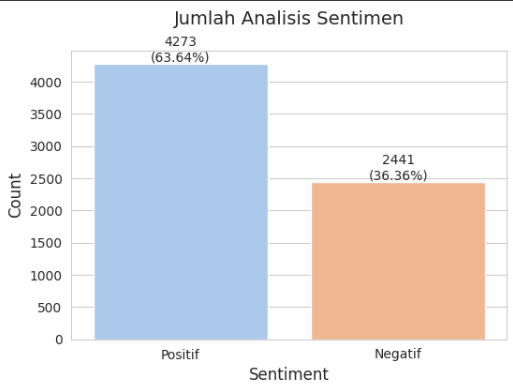 Jumlah Analisis Sentimen
4273
(63.64%)
2441
(36.36%)
4000
3500
3000
2500
2000
1500
1000
500
0
Count
Positif
Negatif
Sentiment